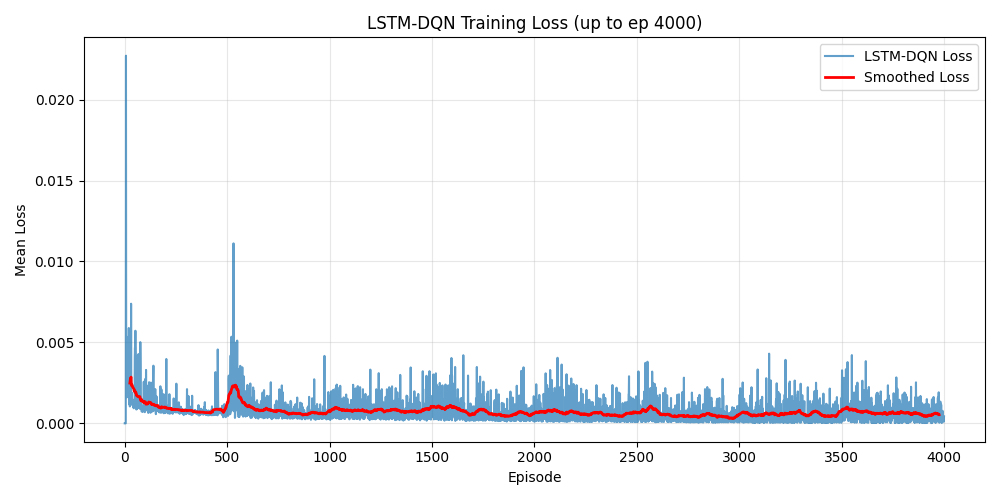 LSTM-DQN Training Loss (up to ep 4000)
LSTM-DQN Loss
Smoothed Loss
Mean Loss
0.020
0.015
0.010
0.005
0.000
0 500 1000 1500 2000 2500 3000 3500 4000
Episode